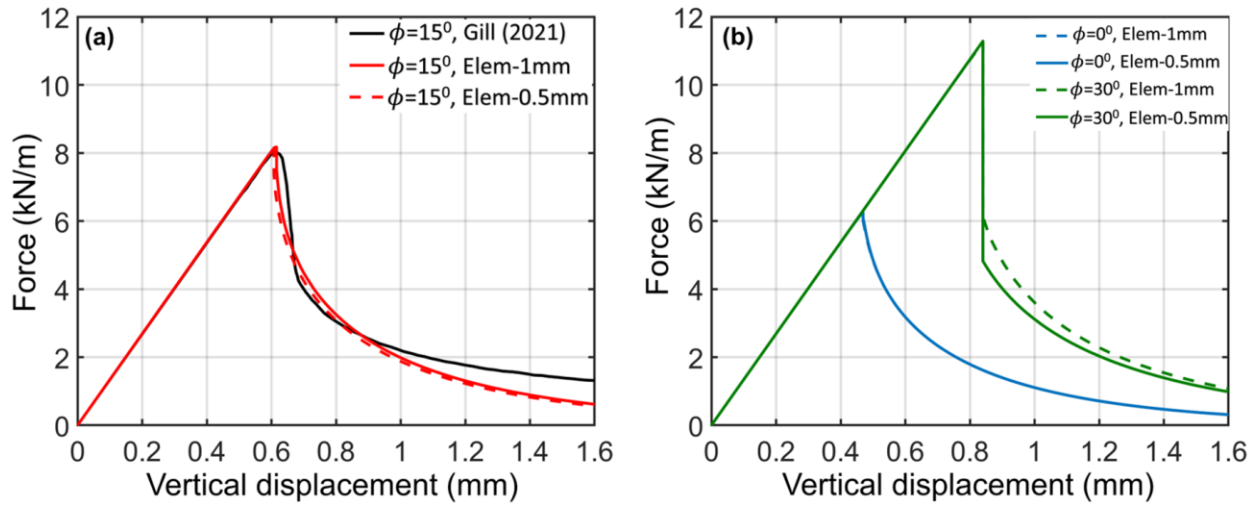 (a)
ϕ=15⁰, Gill (2021)
ϕ=15⁰, Elem-1mm
ϕ=15⁰, Elem-0.5mm
Force (kN/m)
12
10
8
6
4
2
0
0 0.2 0.4 0.6 0.8 1 1.2 1.4 1.6
Vertical displacement (mm)
(b)
ϕ=0⁰, Elem-1mm
ϕ=0⁰, Elem-0.5mm
ϕ=30⁰, Elem-1mm
ϕ=30⁰, Elem-0.5mm
Force (kN/m)
12
10
8
6
4
2
0
0 0.2 0.4 0.6 0.8 1 1.2 1.4 1.6
Vertical displacement (mm)